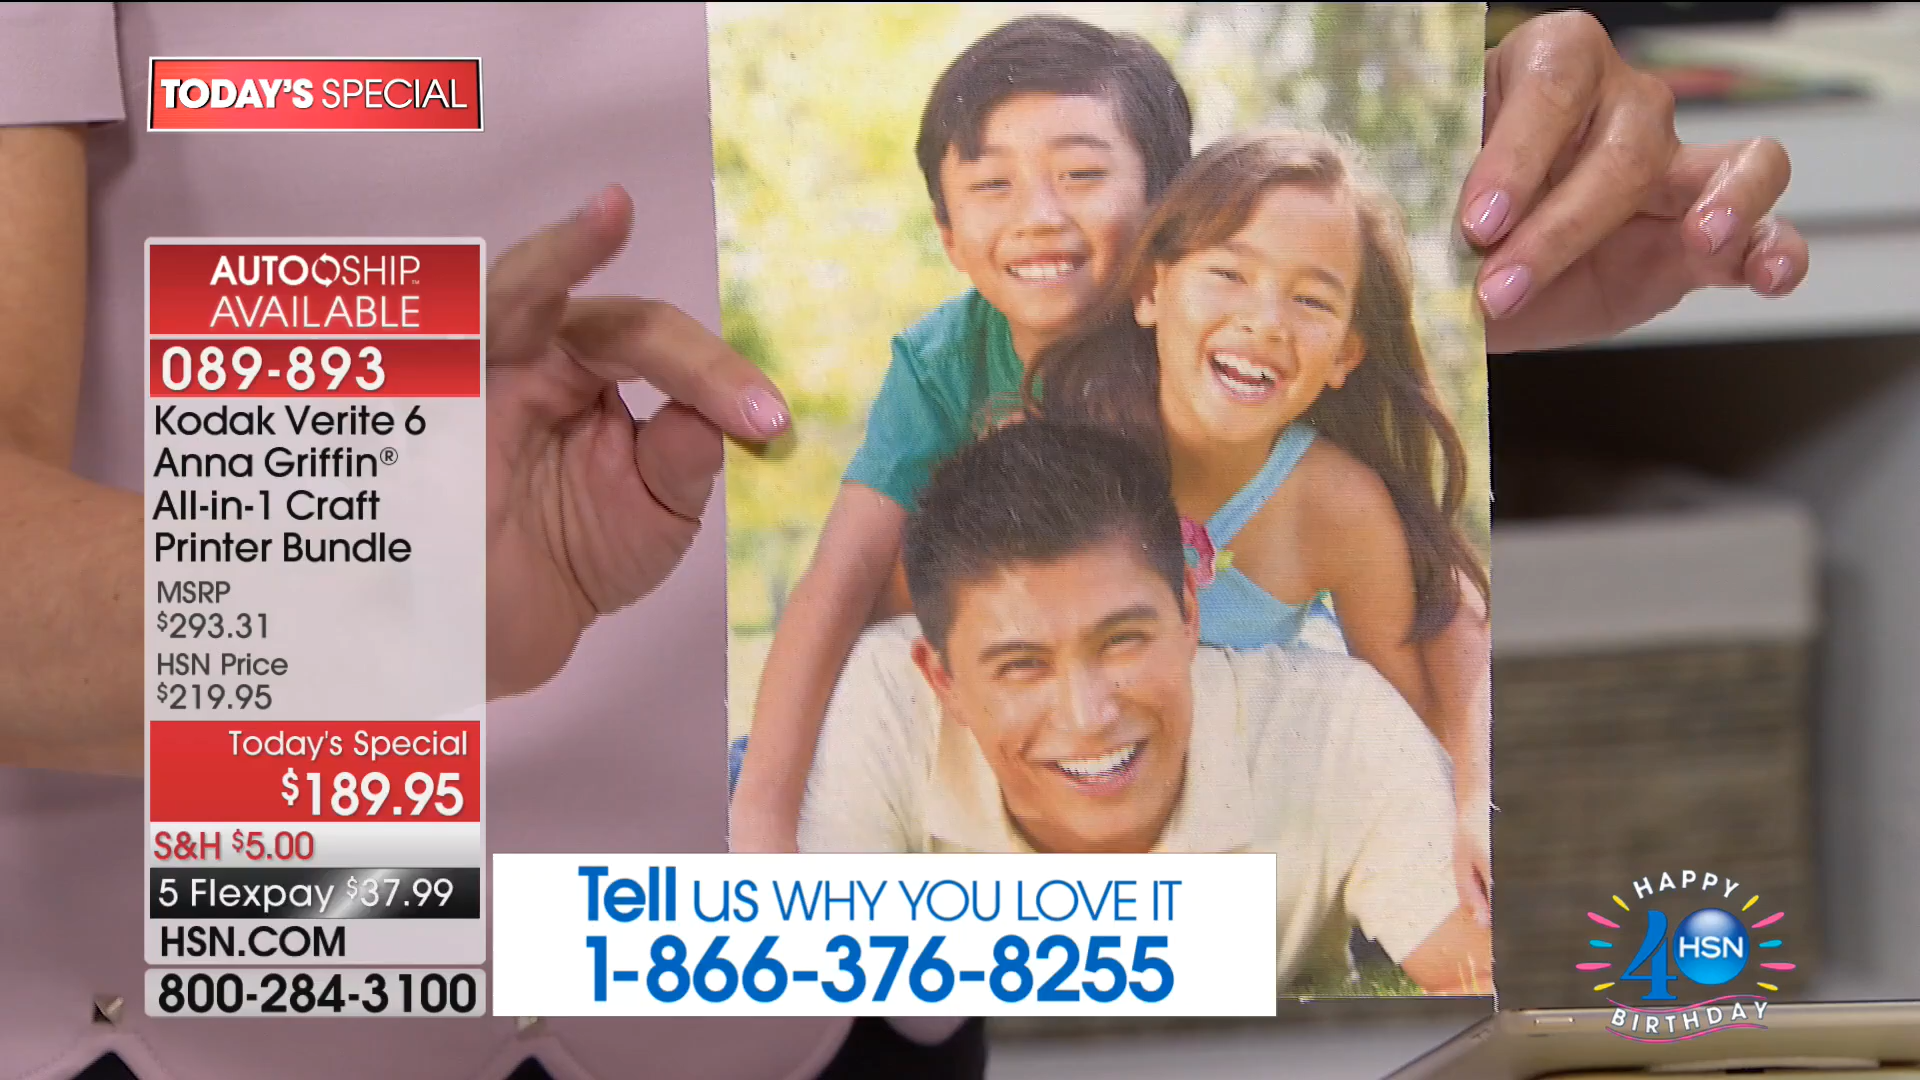 TODAY'S SPECIAL
AUTOSHIP™
AVAILABLE
089-893
Kodak Verite 6
Anna Griffin®
All-in-1 Craft
Printer Bundle
MSRP
$293.31
HSN Price
$219.95
Today's Special
$189.95
S&H $5.00
5 Flexpay $37.99
HSN.COM
800-284-3100
Tell us WHY YOU LOVE IT
1-866-376-8255
HAPPY
40 HSN
BIRTHDAY